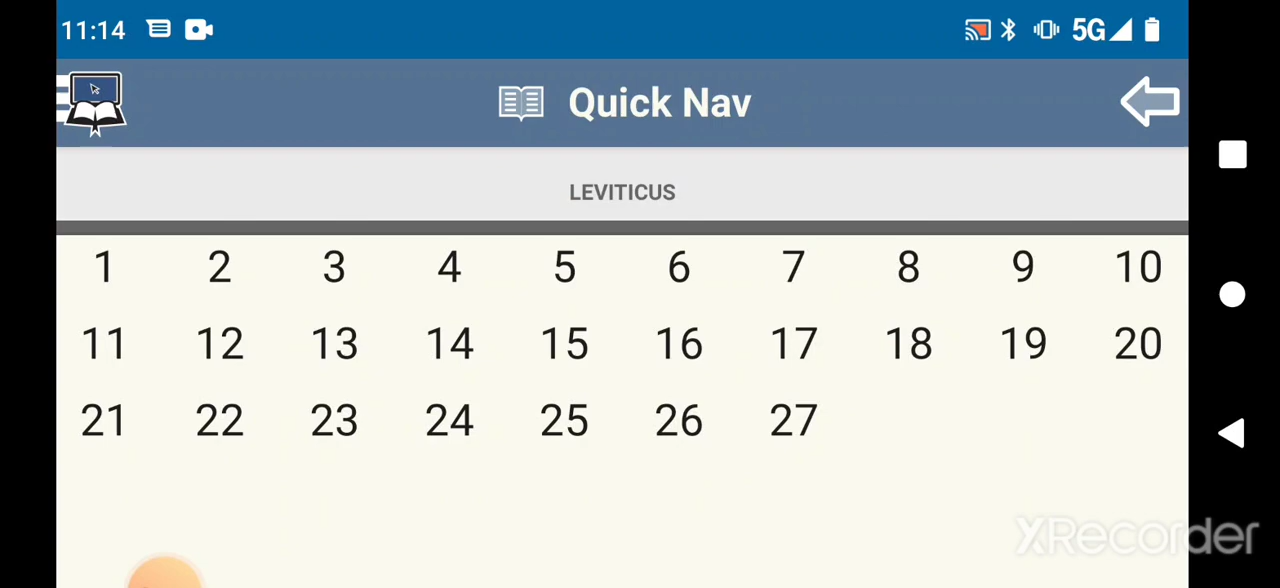 11:14 5G
Quick Nav
LEVITICUS
1 2 3 4 5 6 7 8 9 10
11 12 13 14 15 16 17 18 19 20
21 22 23 24 25 26 27
XRecorder